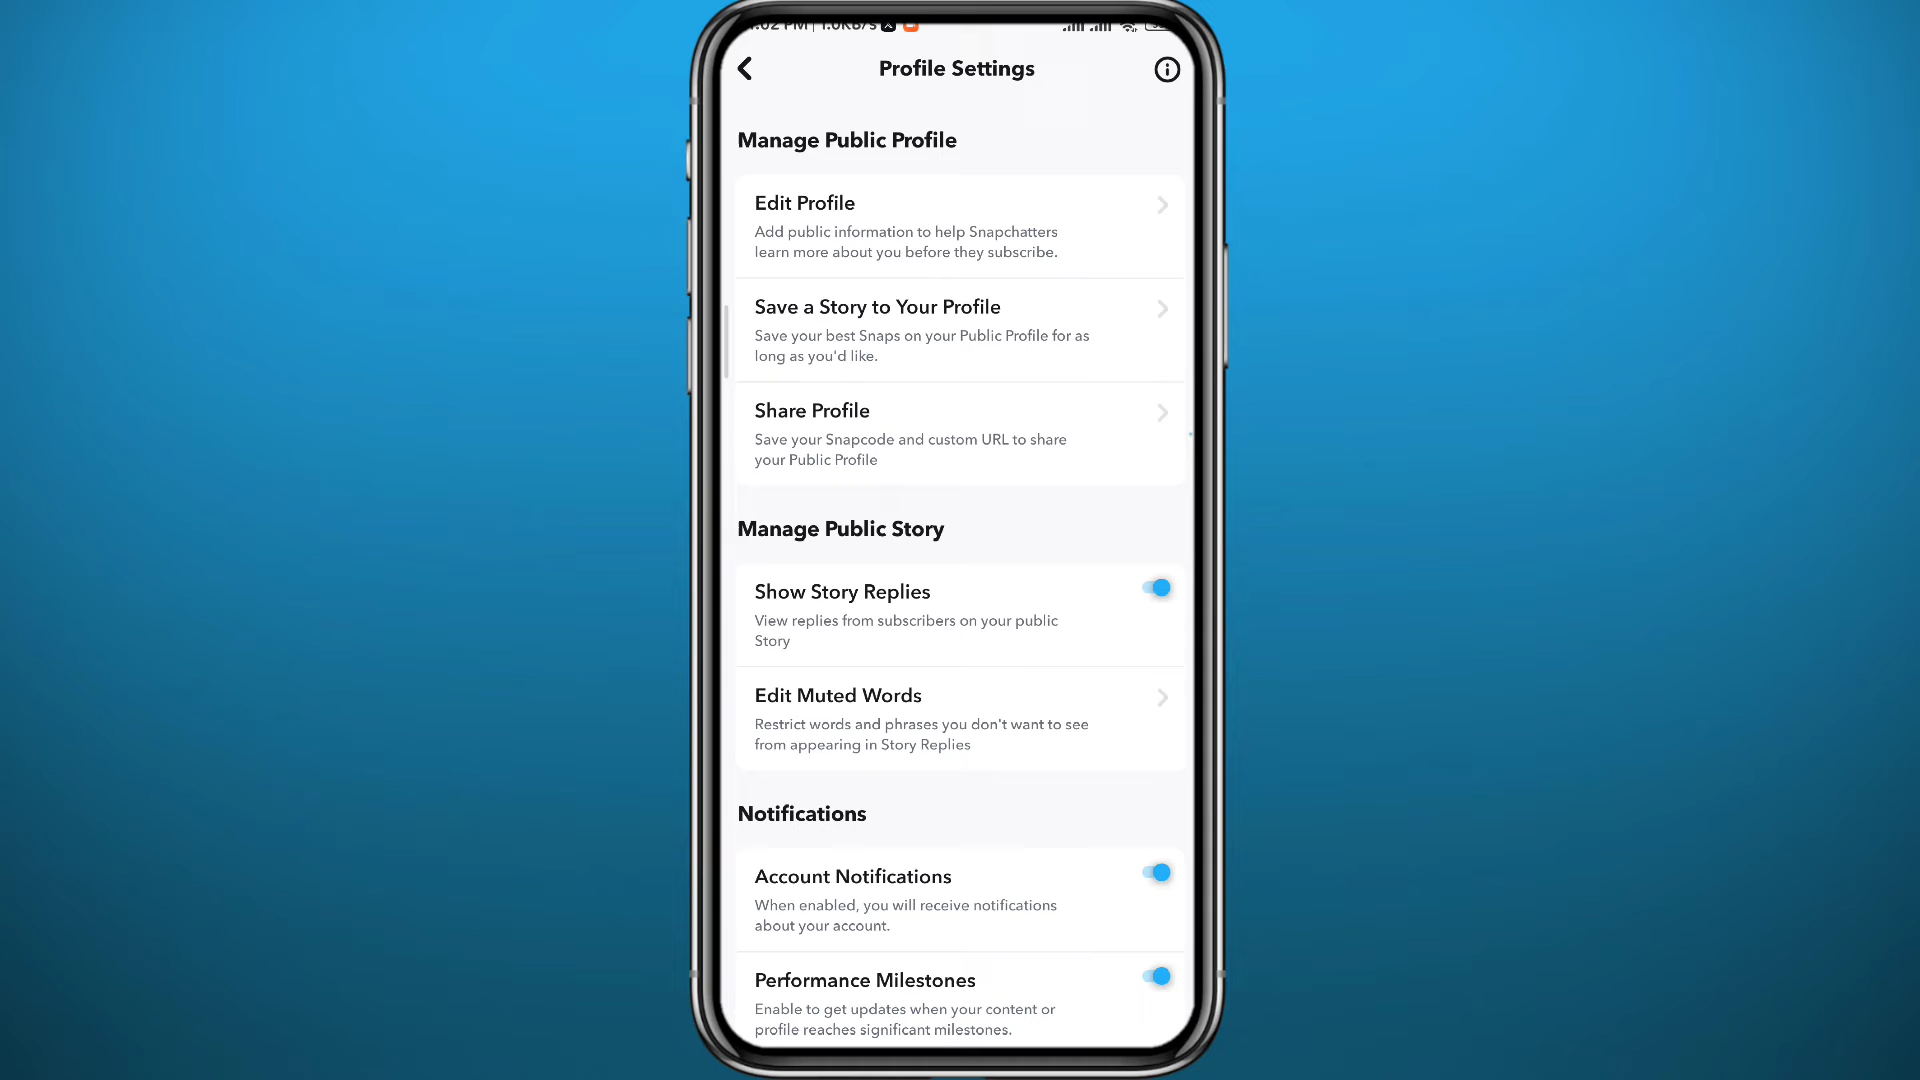 Profile Settings
Manage Public Profile
Edit Profile
Add public information to help Snapchatters
learn more about you before they subscribe.
Save a Story to Your Profile
Save your best Snaps on your Public Profile for as
long as you'd like.
Share Profile
Save your Snapcode and custom URL to share
your Public Profile
Manage Public Story
Show Story Replies
View replies from subscribers on your public
Story
Edit Muted Words
Restrict words and phrases you don't want to see
from appearing in Story Replies
Notifications
Account Notifications
When enabled, you will receive notifications
about your account.
Performance Milestones
Enable to get updates when your content or
profile reaches significant milestones.